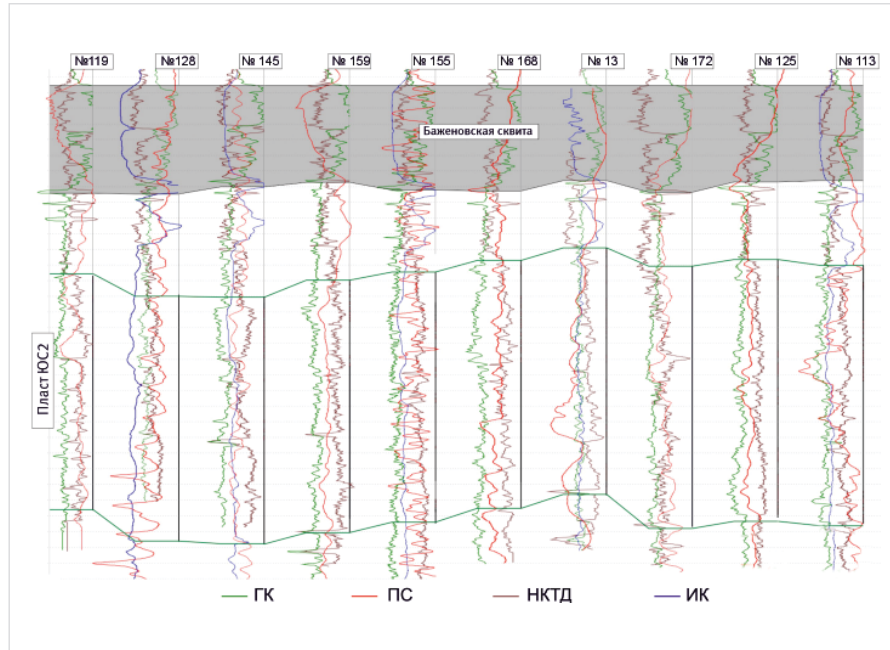 №119 №128 № 145 № 159 № 155 № 168 № 13 № 172 № 125 № 113
Баженовская сквита
Пласт ЮС2
ГК ПС НКТД ИК